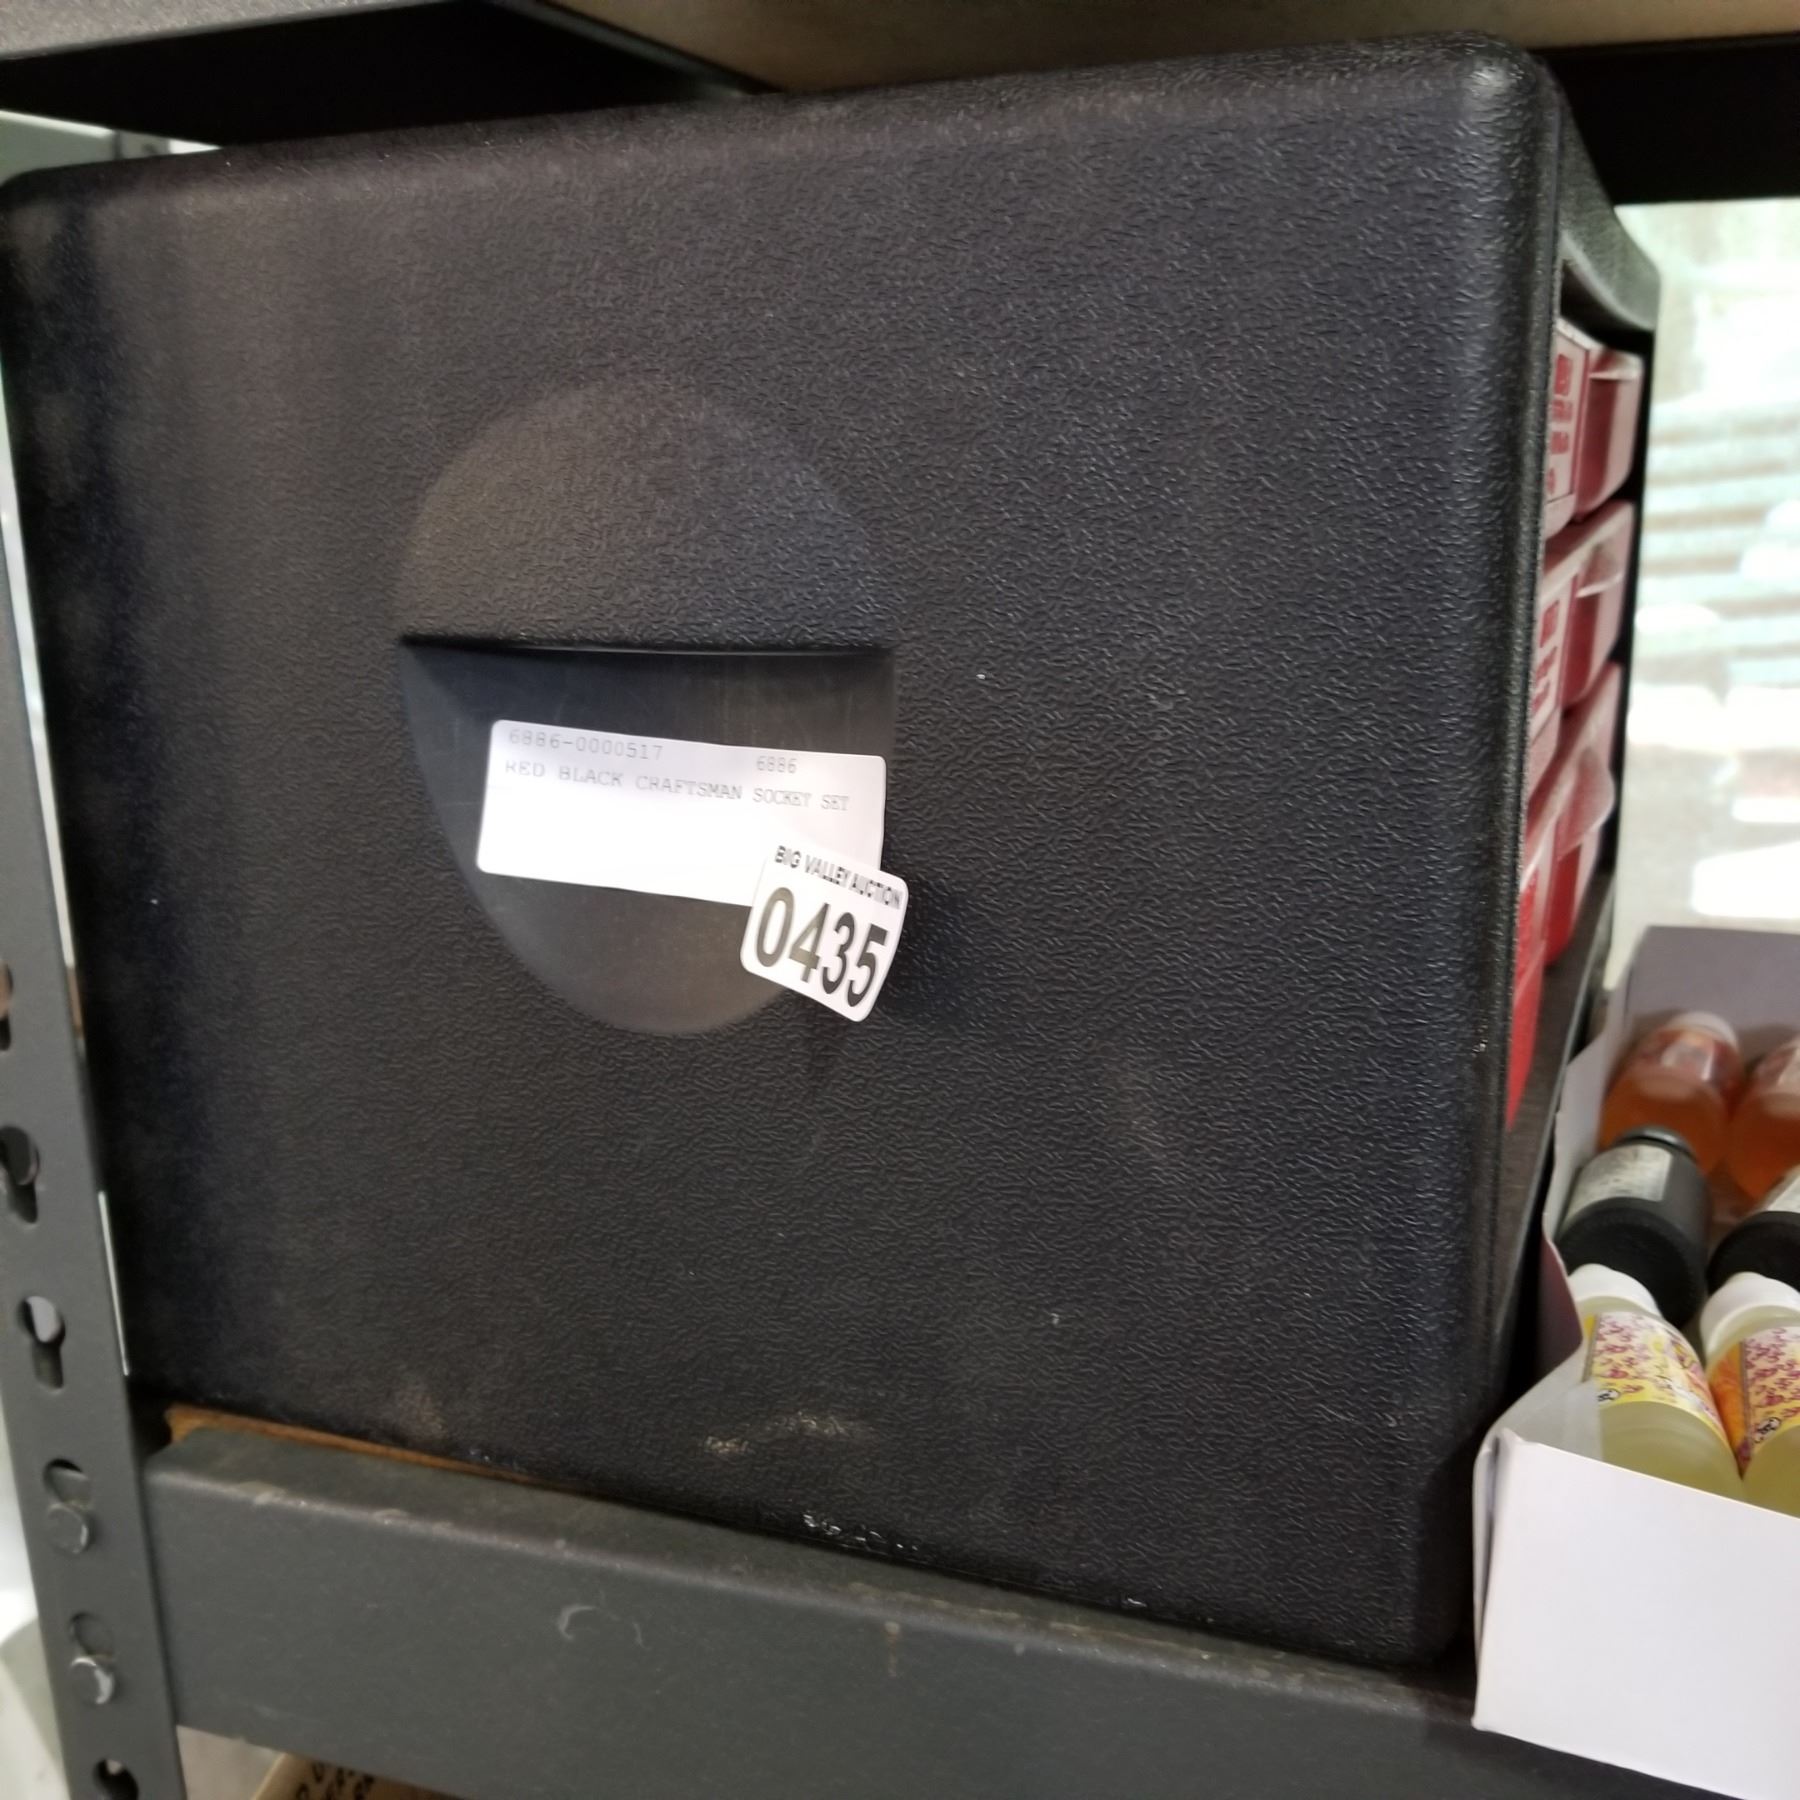 6886-0000517 6886
RED BLACK CRAFTSMAN SOCKET SET
BIG VALLEY AUCTION
0435